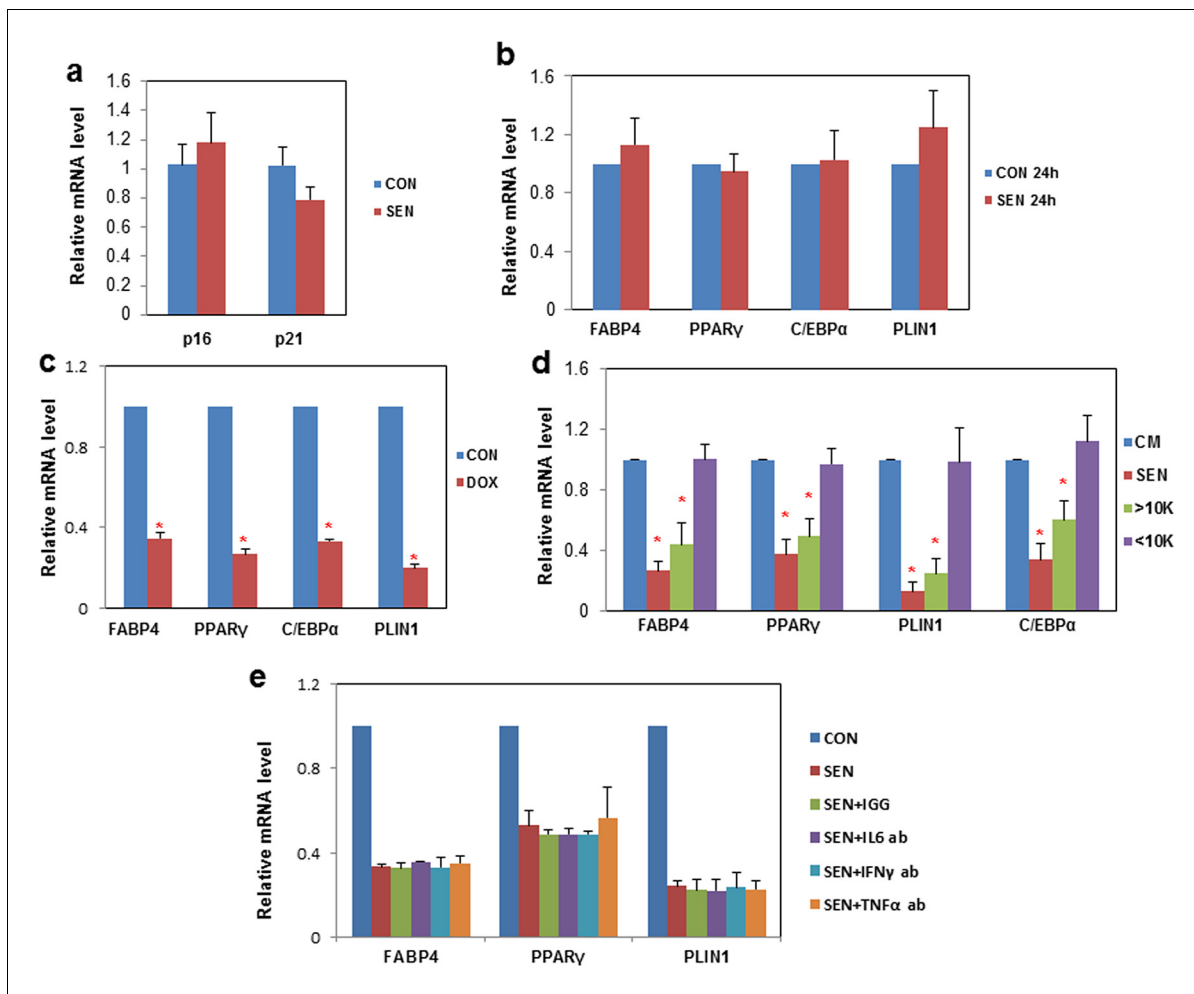 a
Relative mRNA level
1.6
1.4
1.2
1
0.8
0.6
0.4
0.2
0
p16 p21
CON
SEN
b
Relative mRNA level
1.6
1.2
0.8
0.4
0
FABP4 PPARγ C/EBPα PLIN1
CON 24h
SEN 24h
c
Relative mRNA level
1.2
0.8
0.4
0
* * * *
FABP4 PPARγ C/EBPα PLIN1
CON
DOX
d
Relative mRNA level
1.6
1.2
0.8
0.4
0
* * * * * * * *
FABP4 PPARγ PLIN1 C/EBPα
CM
SEN
>10K
<10K
e
Relative mRNA level
1.2
0.8
0.4
0
FABP4 PPARγ PLIN1
CON
SEN
SEN+IGG
SEN+IL6 ab
SEN+IFNγ ab
SEN+TNFα ab